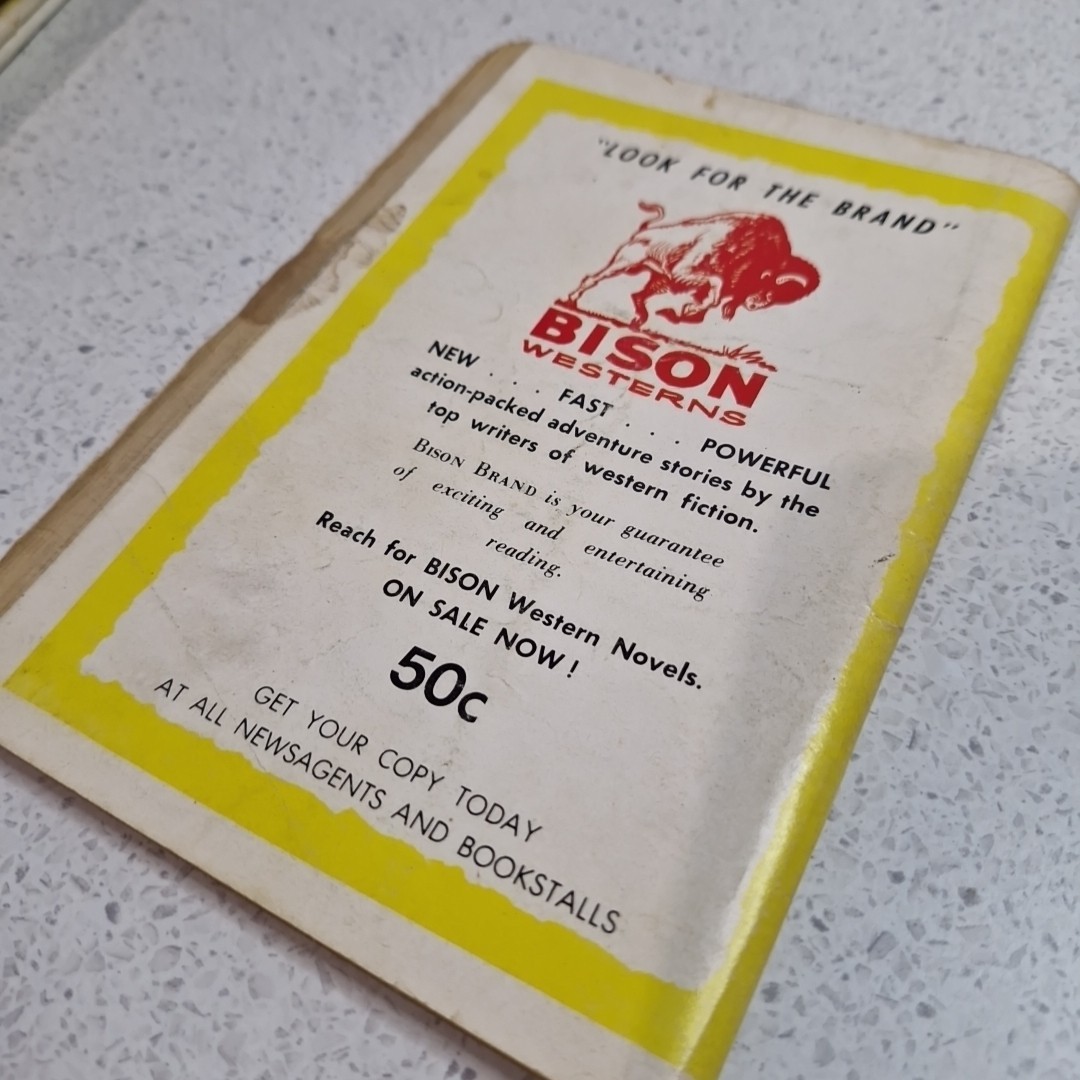 "LOOK FOR THE BRAND"
BISON
WESTERNS
NEW . . . FAST . . . POWERFUL
action-packed adventure stories by the
top writers of western fiction.
BISON BRAND is your guarantee
of exciting and entertaining
reading.
Reach for BISON Western Novels.
ON SALE NOW!
50c
GET YOUR COPY TODAY
AT ALL NEWSAGENTS AND BOOKSTALLS